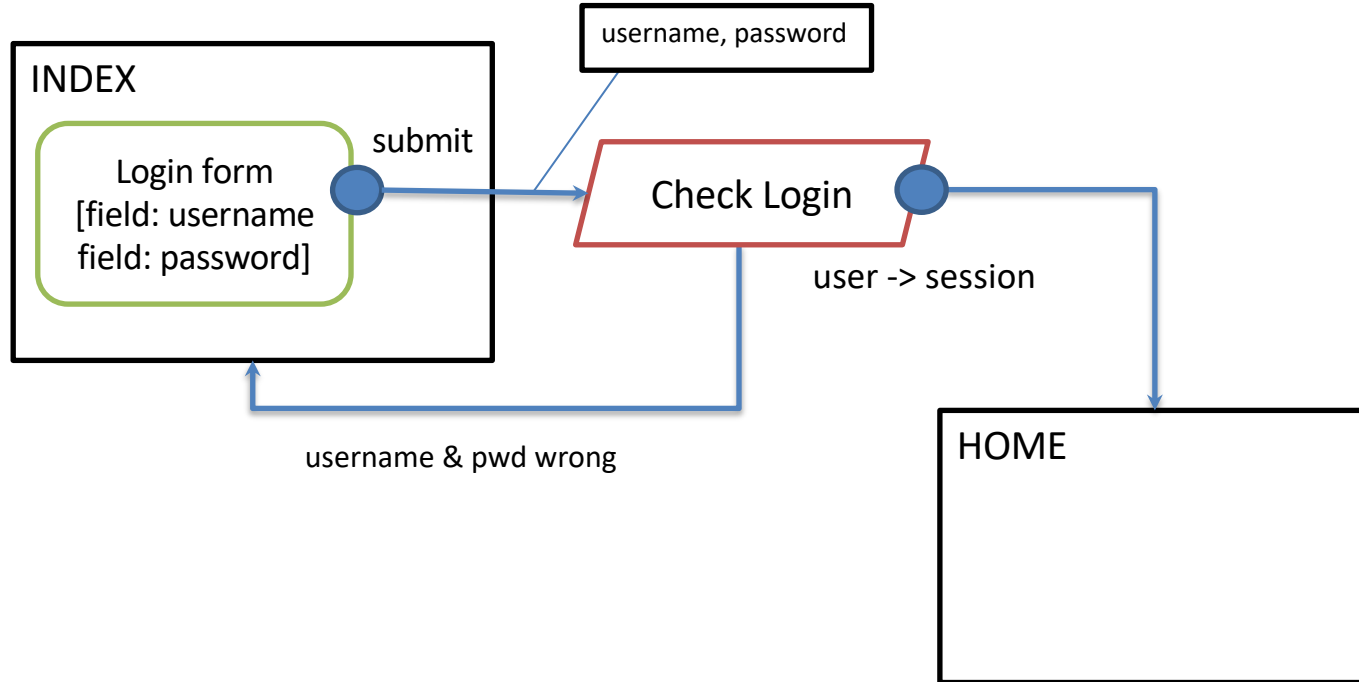 username, password
INDEX
submit
Login form
[field: username
field: password]
Check Login
user -> session
username & pwd wrong
HOME